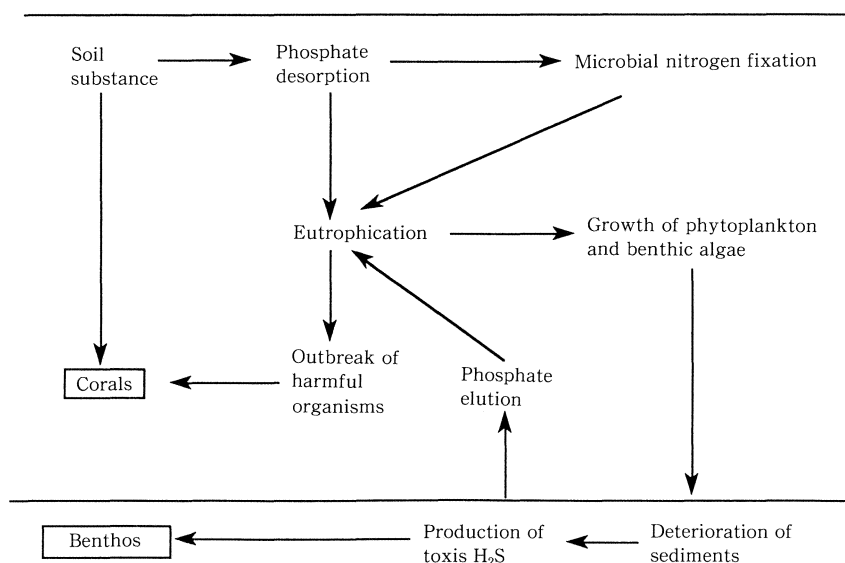 Soil
substance
Phosphate
desorption
Microbial nitrogen fixation
Eutrophication
Growth of phytoplankton
and benthic algae
Outbreak of
harmful
organisms
Corals
Phosphate
elution
Benthos
Production of
toxis H₂S
Deterioration of
sediments